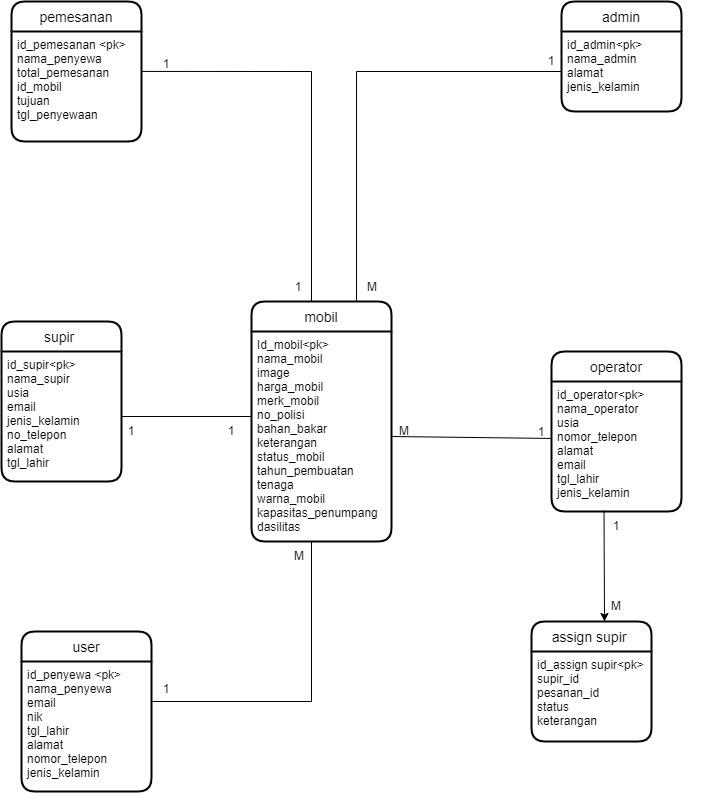 pemesanan
id_pemesanan <pk>
nama_penyewa
total_pemesanan
id_mobil
tujuan
tgl_penyewaan
1
admin
id_admin<pk>
nama_admin
alamat
jenis_kelamin
1
1
M
supir
id_supir<pk>
nama_supir
usia
email
jenis_kelamin
no_telepon
alamat
tgl_lahir
1
1
mobil
Id_mobil<pk>
nama_mobil
image
harga_mobil
merk_mobil
no_polisi
bahan_bakar
keterangan
status_mobil
tahun_pembuatan
tenaga
warna_mobil
kapasitas_penumpang
dasilitas
M
1
operator
id_operator<pk>
nama_operator
usia
nomor_telepon
alamat
email
tgl_lahir
jenis_kelamin
1
M
M
user
id_penyewa <pk>
nama_penyewa
email
nik
tgl_lahir
alamat
nomor_telepon
jenis_kelamin
1
assign supir
id_assign supir<pk>
supir_id
pesanan_id
status
keterangan